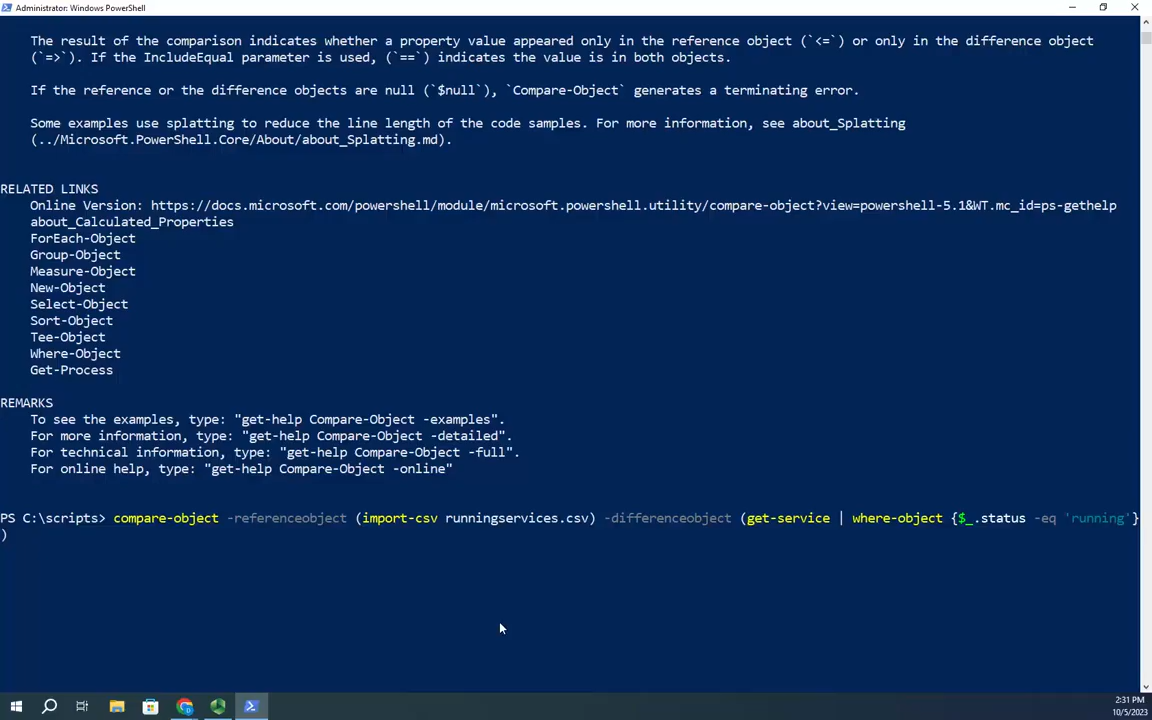 Administrator: Windows PowerShell
The result of the comparison indicates whether a property value appeared only in the reference object (`<=`) or only in the difference object
(`=>`). If the IncludeEqual parameter is used, (`==`) indicates the value is in both objects.
If the reference or the difference objects are null (`$null`), `Compare-Object` generates a terminating error.
Some examples use splatting to reduce the line length of the code samples. For more information, see about_Splatting
(../Microsoft.PowerShell.Core/About/about_Splatting.md).
RELATED LINKS
Online Version: https://docs.microsoft.com/powershell/module/microsoft.powershell.utility/compare-object?view=powershell-5.1&WT.mc_id=ps-gethelp
about_Calculated_Properties
ForEach-Object
Group-Object
Measure-Object
New-Object
Select-Object
Sort-Object
Tee-Object
Where-Object
Get-Process
REMARKS
To see the examples, type: "get-help Compare-Object -examples".
For more information, type: "get-help Compare-Object -detailed".
For technical information, type: "get-help Compare-Object -full".
For online help, type: "get-help Compare-Object -online"
PS C:\scripts> compare-object -referenceobject (import-csv runningservices.csv) -differenceobject (get-service | where-object {$_.status -eq 'running'}
)
2:31 PM
10/5/2023